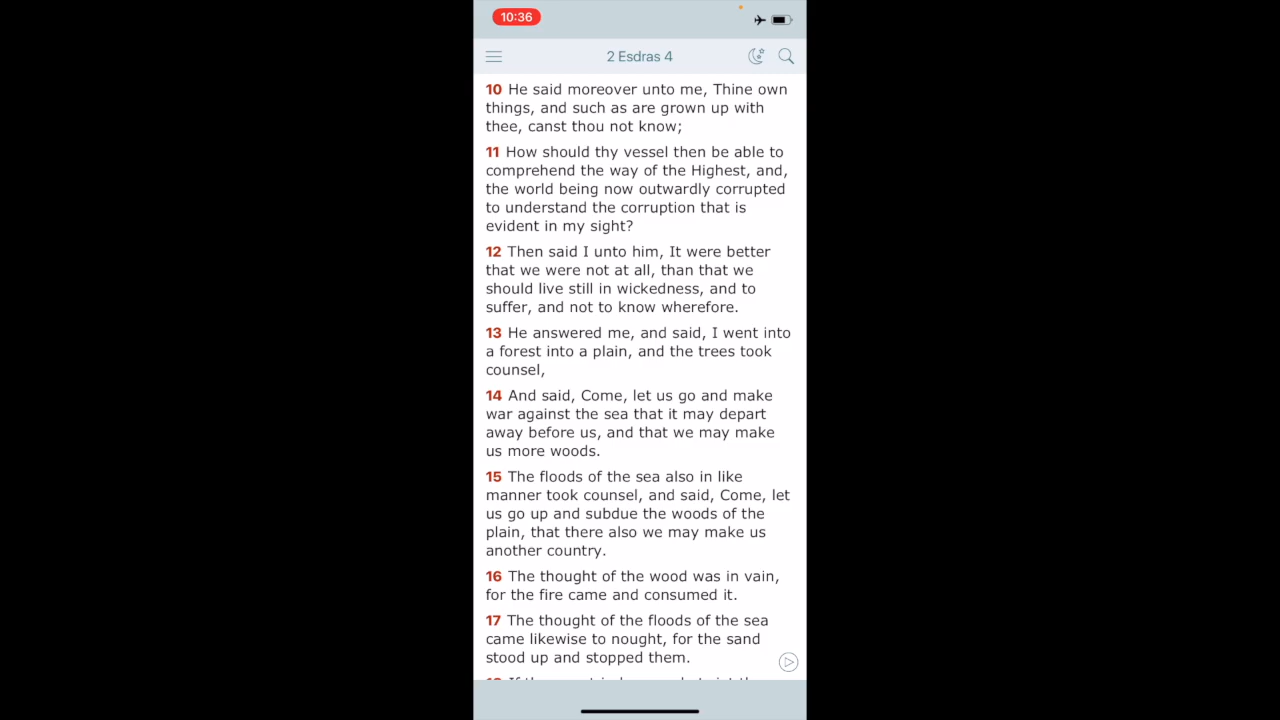 10:36
2 Esdras 4
10 He said moreover unto me, Thine own
things, and such as are grown up with
thee, canst thou not know;
11 How should thy vessel then be able to
comprehend the way of the Highest, and,
the world being now outwardly corrupted
to understand the corruption that is
evident in my sight?
12 Then said I unto him, It were better
that we were not at all, than that we
should live still in wickedness, and to
suffer, and not to know wherefore.
13 He answered me, and said, I went into
a forest into a plain, and the trees took
counsel,
14 And said, Come, let us go and make
war against the sea that it may depart
away before us, and that we may make
us more woods.
15 The floods of the sea also in like
manner took counsel, and said, Come, let
us go up and subdue the woods of the
plain, that there also we may make us
another country.
16 The thought of the wood was in vain,
for the fire came and consumed it.
17 The thought of the floods of the sea
came likewise to nought, for the sand
stood up and stopped them.